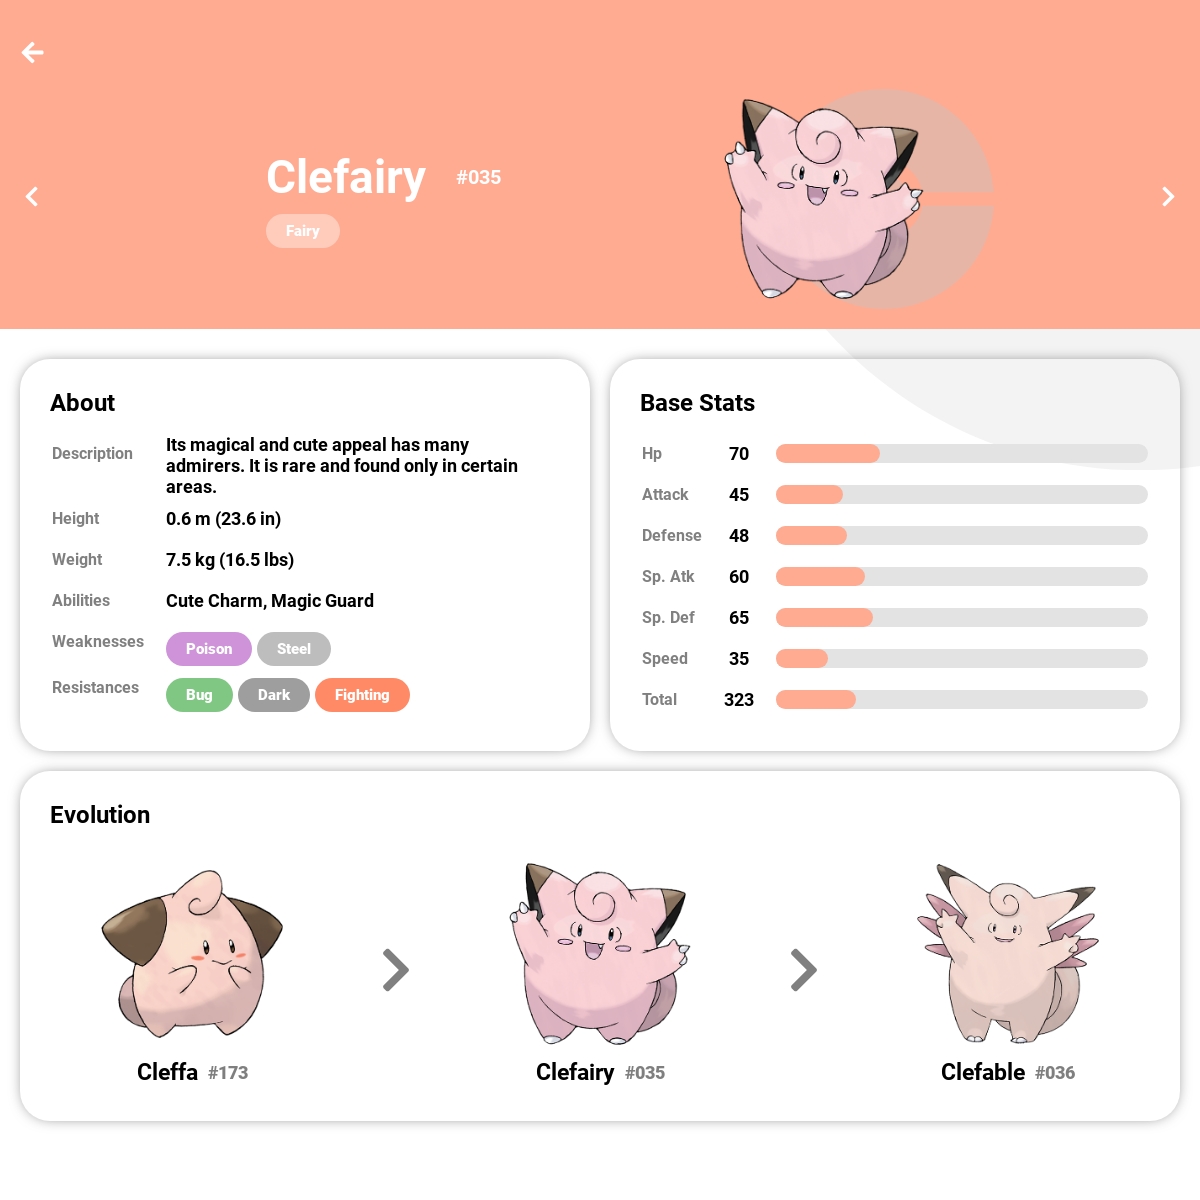 Clefairy #035
Fairy
About
Description Its magical and cute appeal has many
admirers. It is rare and found only in certain
areas.
Height 0.6 m (23.6 in)
Weight 7.5 kg (16.5 lbs)
Abilities Cute Charm, Magic Guard
Weaknesses Poison Steel
Resistances Bug Dark Fighting
Base Stats
Hp 70
Attack 45
Defense 48
Sp. Atk 60
Sp. Def 65
Speed 35
Total 323
Evolution
Cleffa #173
Clefairy #035
Clefable #036